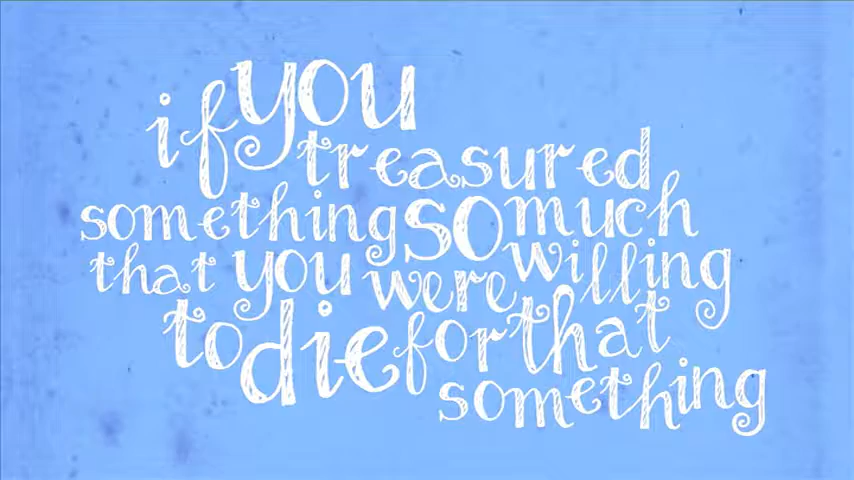 if you
treasured
something so much
that you were willing
to die for that
something